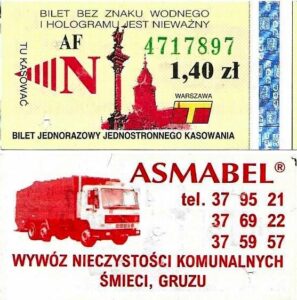 BILET BEZ ZNAKU WODNEGO
I HOLOGRAMU JEST NIEWAŻNY
TU KASOWAĆ
AF 4717897
N 1,40 zł
WARSZAWA
BILET JEDNORAZOWY JEDNOSTRONNEGO KASOWANIA
ASMABEL®
tel. 37 95 21
37 69 22
37 59 57
WYWÓZ NIECZYSTOŚCI KOMUNALNYCH
ŚMIECI, GRUZU